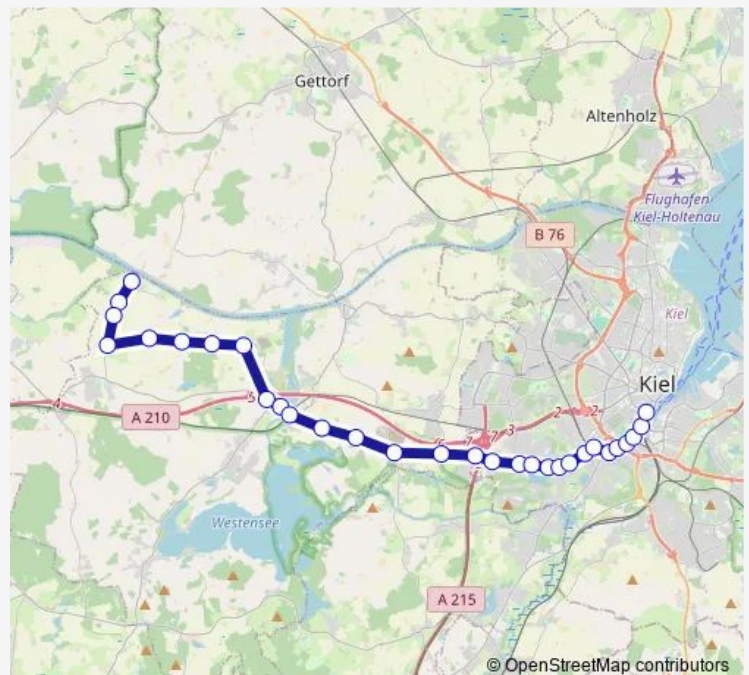 Gettorf
Altenholz
Flughafen
Kiel-Holtenau
B 76
Kiel
Kiel
5
4
A 210
2
2
3
7
7
6
Westensee
A 215
© OpenStreetMap contributors